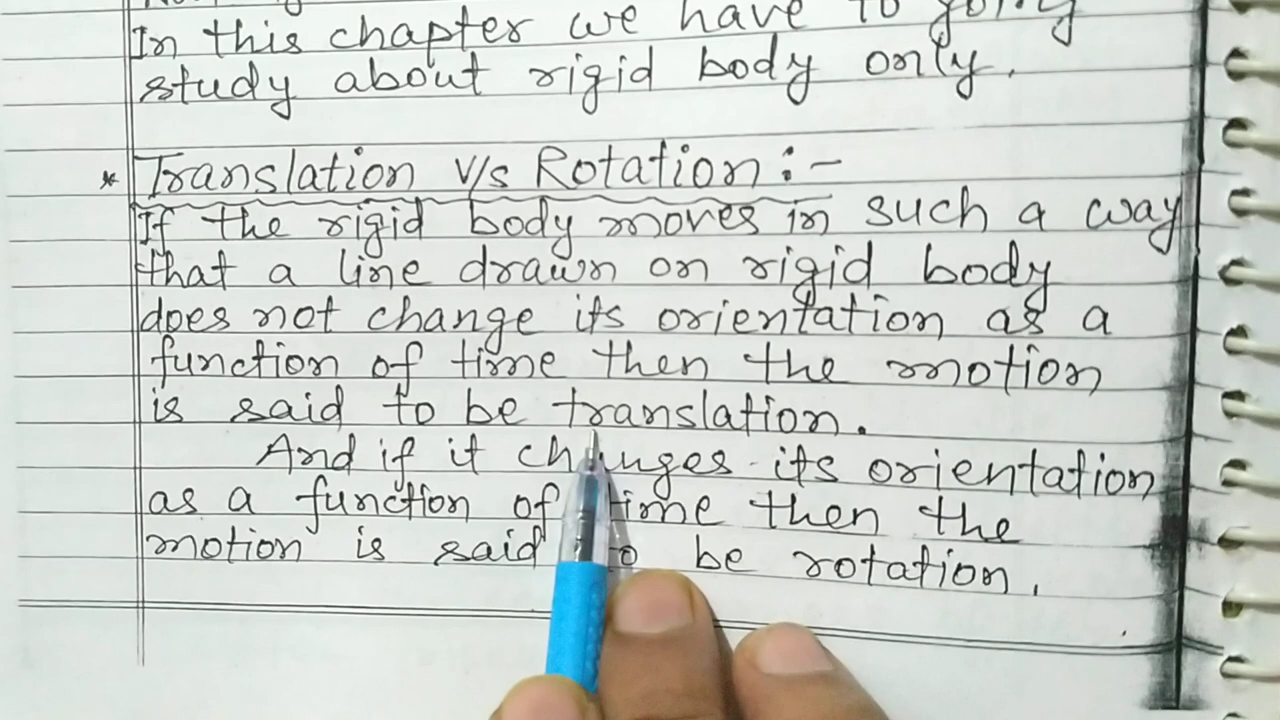 In this chapter we have to going
study about rigid body only.
* Translation v/s Rotation :-
If the rigid body moves in such a way
that a line drawn on rigid body
does not change its orientation as a
function of time then the motion
is said to be translation.
And if it changes its orientation
as a function of time then the
motion is said to be rotation.